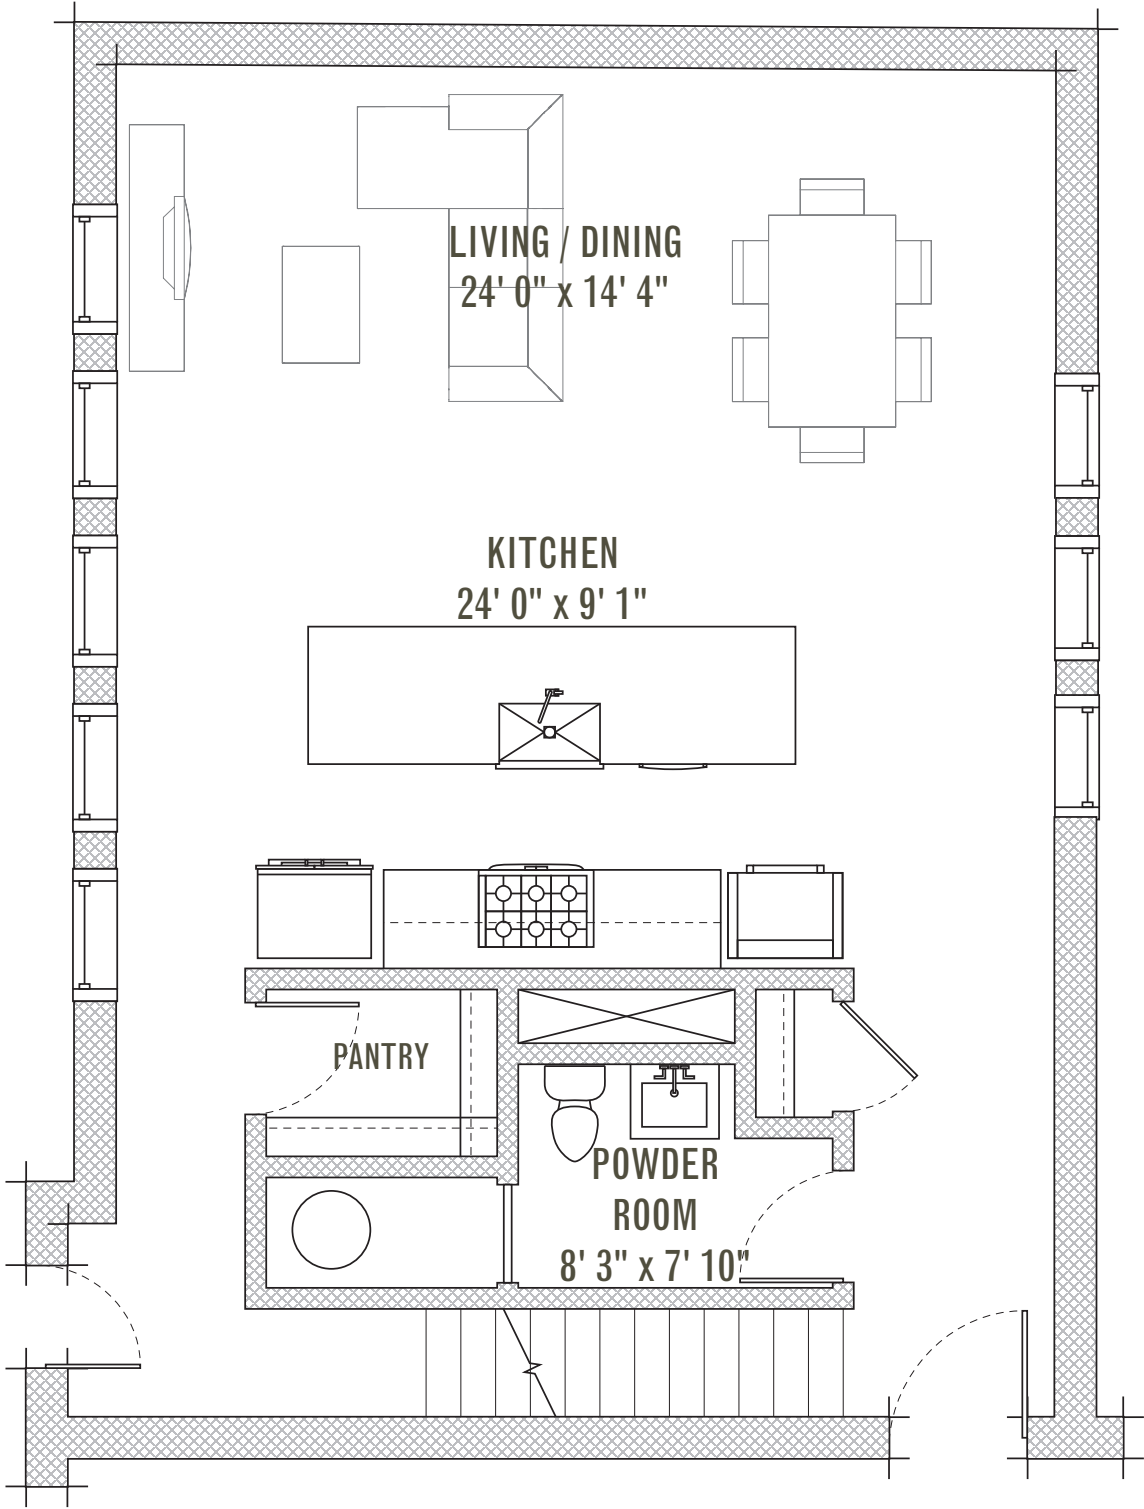 LIVING / DINING
24' 0" x 14' 4"
KITCHEN
24' 0" x 9' 1"
PANTRY
POWDER
ROOM
8' 3" x 7' 10"